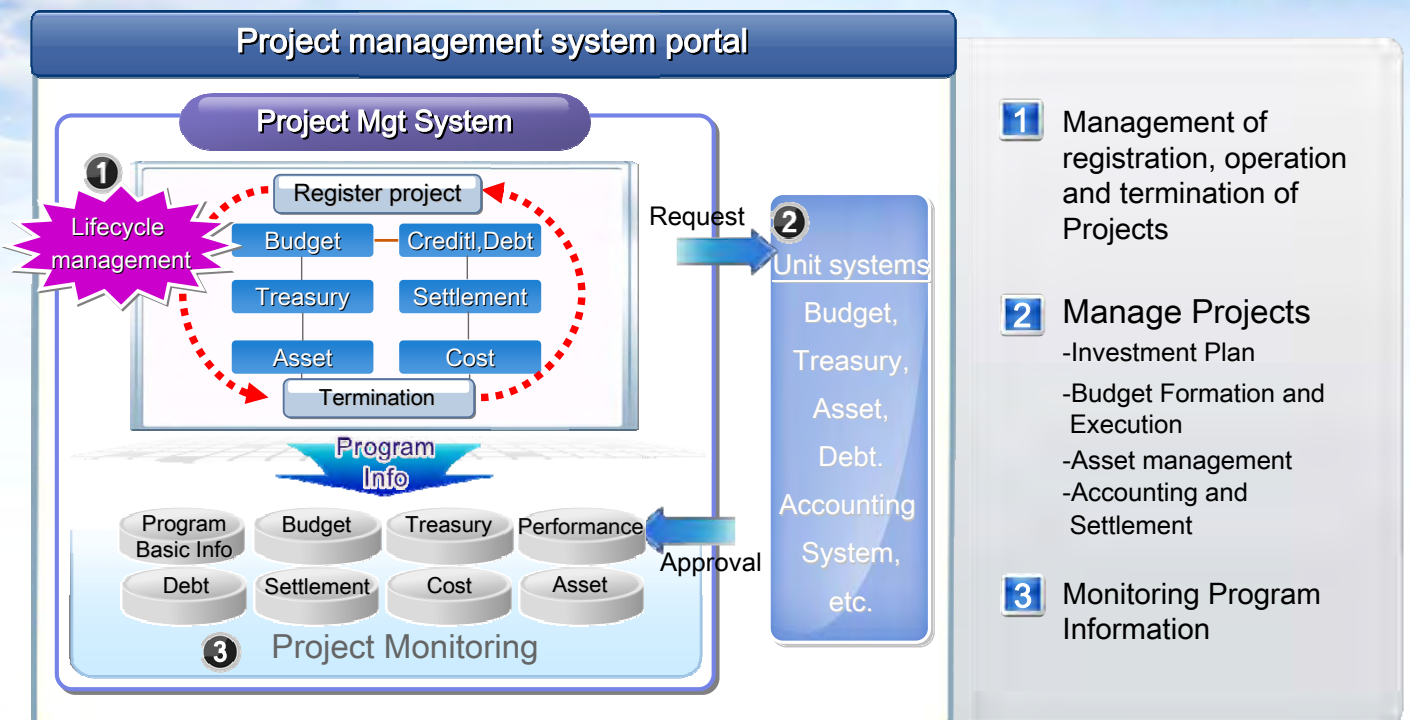 Project management system portal
Project Mgt System
1
Lifecycle
management
Register project
Budget
Creditl,Debt
Treasury
Settlement
Asset
Cost
Termination
Program
Info
Program
Basic Info
Budget
Treasury
Performance
Debt
Settlement
Cost
Asset
3
Project Monitoring
Request
Approval
2
Unit systems
Budget,
Treasury,
Asset,
Debt.
Accounting
System,
etc.
1
Management of
registration, operation
and termination of
Projects
2
Manage Projects
-Investment Plan
-Budget Formation and
Execution
-Asset management
-Accounting and
Settlement
3
Monitoring Program
Information